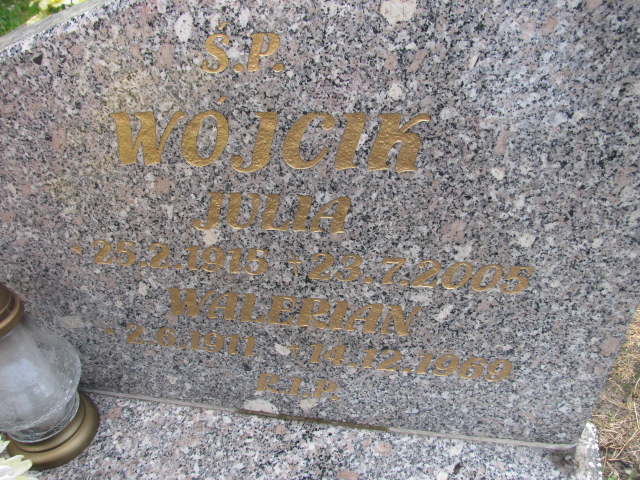 Ś.P.
WÓJCIK
JULIA
* 25.2.1915 + 23.7.2005
WALERIAN
* 2.6.1911 + 14.12.1969
R.I.P.